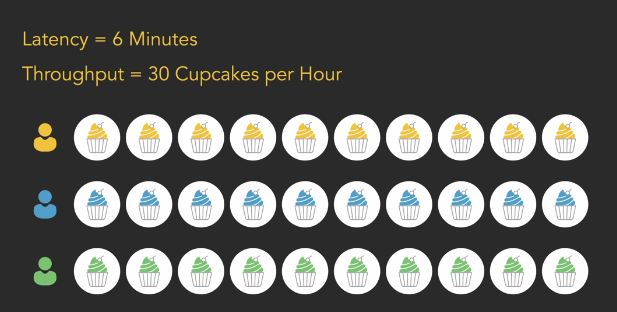 Latency = 6 Minutes
Throughput = 30 Cupcakes per Hour